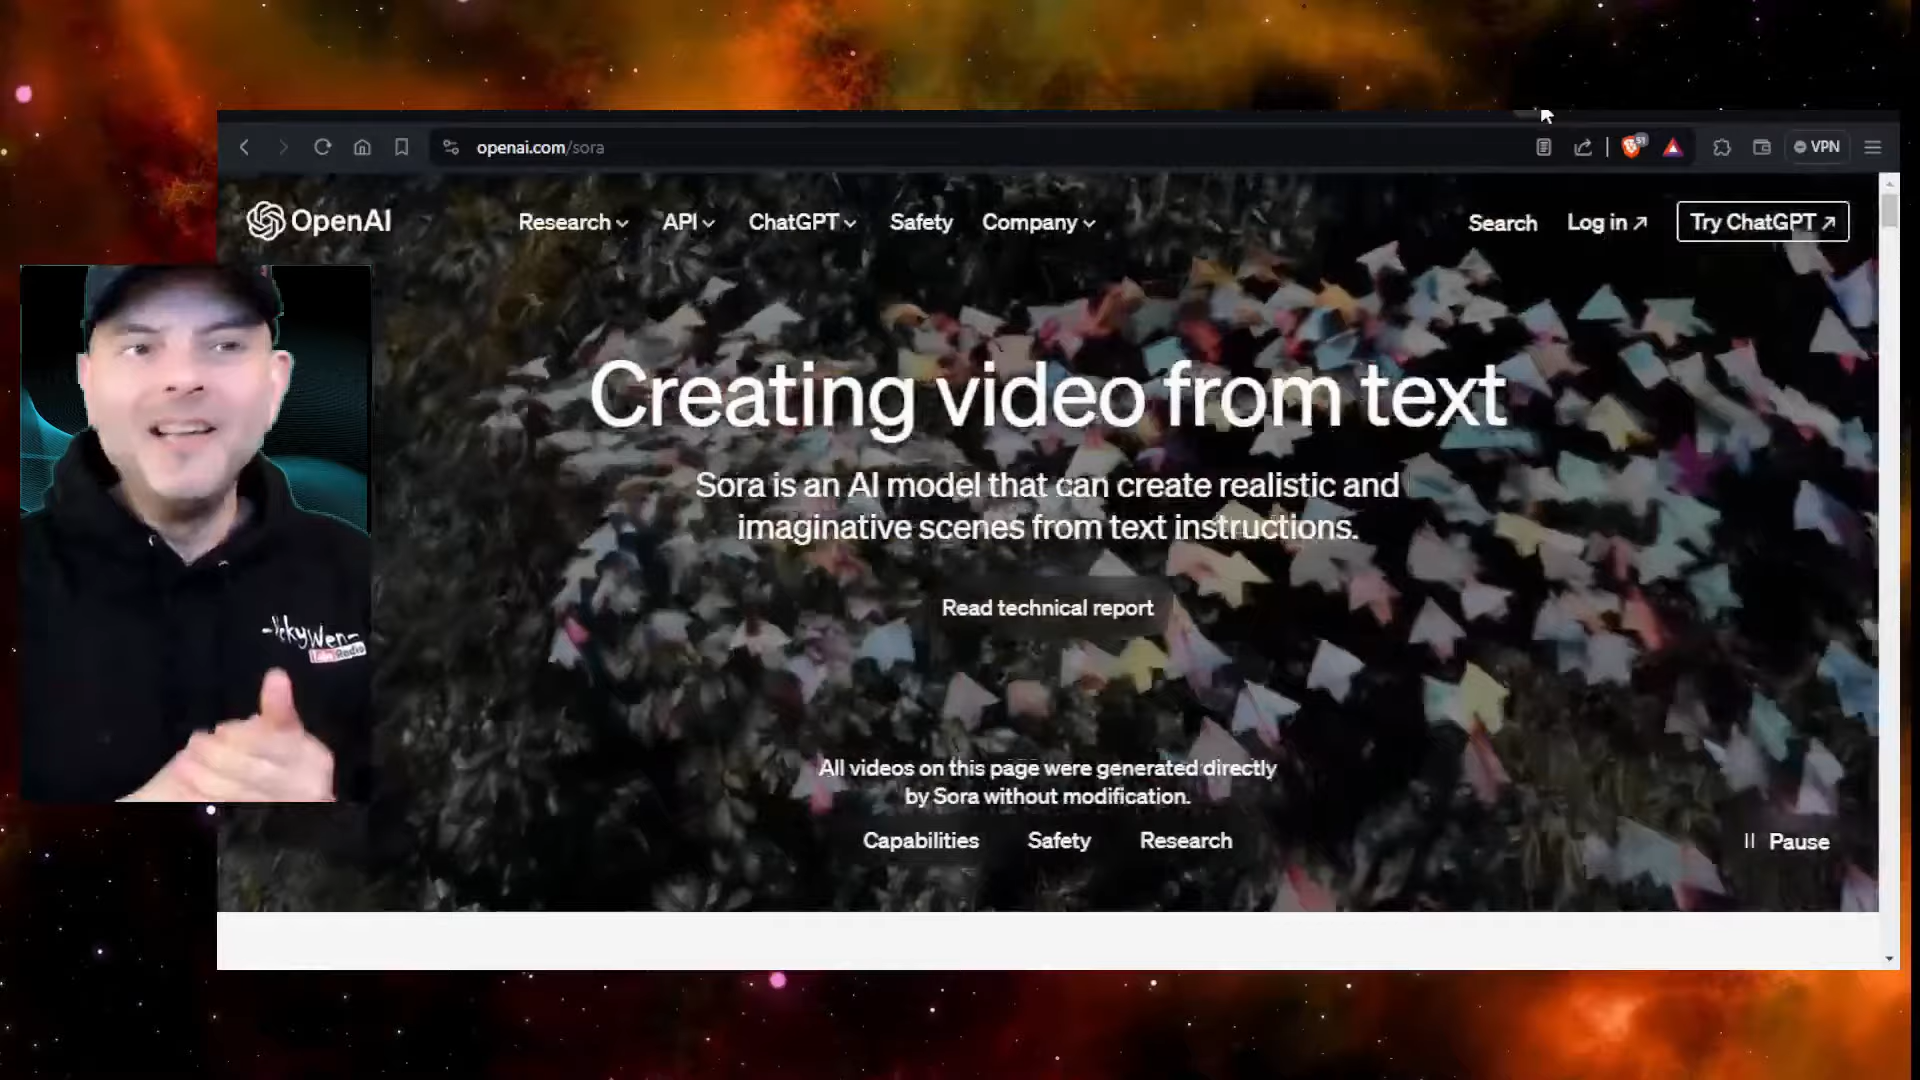 openai.com/sora
51
VPN
OpenAI
Research
API
ChatGPT
Safety
Company
Search
Log in ↗
Try ChatGPT ↗
Creating video from text
Sora is an AI model that can create realistic and
imaginative scenes from text instructions.
Read technical report
All videos on this page were generated directly
by Sora without modification.
Capabilities
Safety
Research
Pause